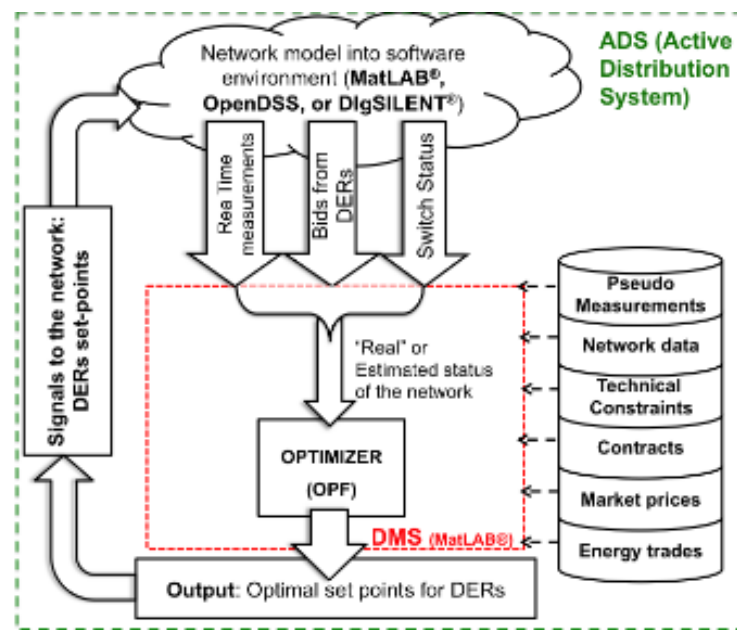 Network model into software
environment (MatLAB®,
OpenDSS, or DIgSILENT®)
ADS (Active
Distribution
System)
Rea Time
measurements
Bids from
DERs
Switch Status
Signals to the network:
DERs set-points
Pseudo
Measurements
Network data
Technical
Constraints
Contracts
Market prices
Energy trades
"Real" or
Estimated status
of the network
OPTIMIZER
(OPF)
DMS (MatLAB®)
Output: Optimal set points for DERs